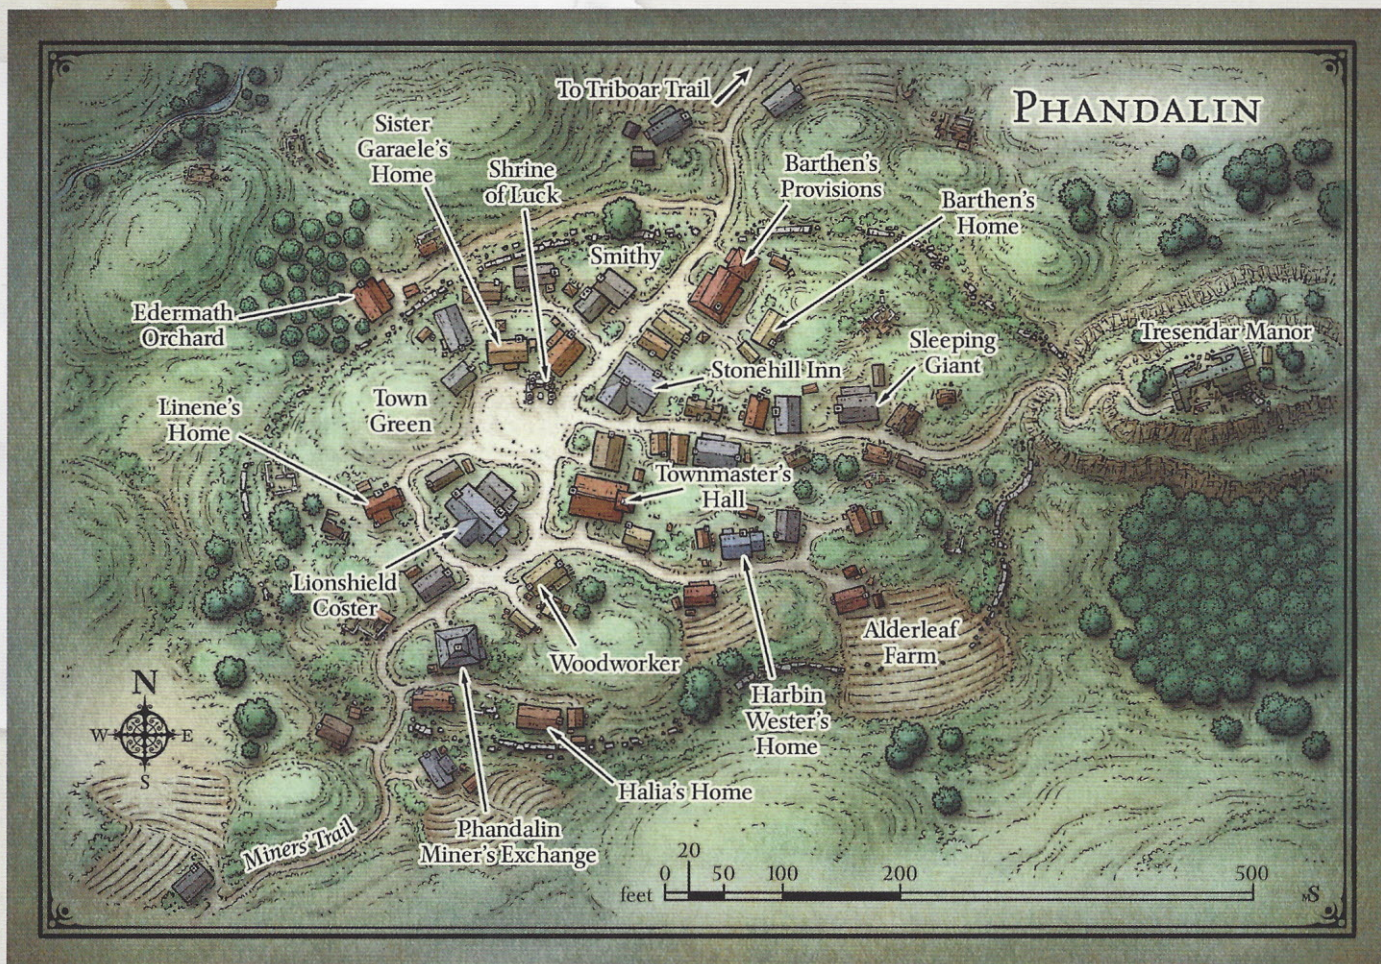 PHANDALIN
To Triboar Trail
Sister
Garaele's
Home
Shrine
of Luck
Smithy
Barthen's
Provisions
Barthen's
Home
Edermath
Orchard
Tresendar Manor
Sleeping
Giant
Stonehill Inn
Linene's
Home
Town
Green
Townmaster's
Hall
Lionshield
Coster
Woodworker
Alderleaf
Farm
Harbin
Wester's
Home
N
W
E
S
Halia's Home
Miners' Trail
Phandalin
Miner's Exchange
feet
0 20 50 100 200 500
MS